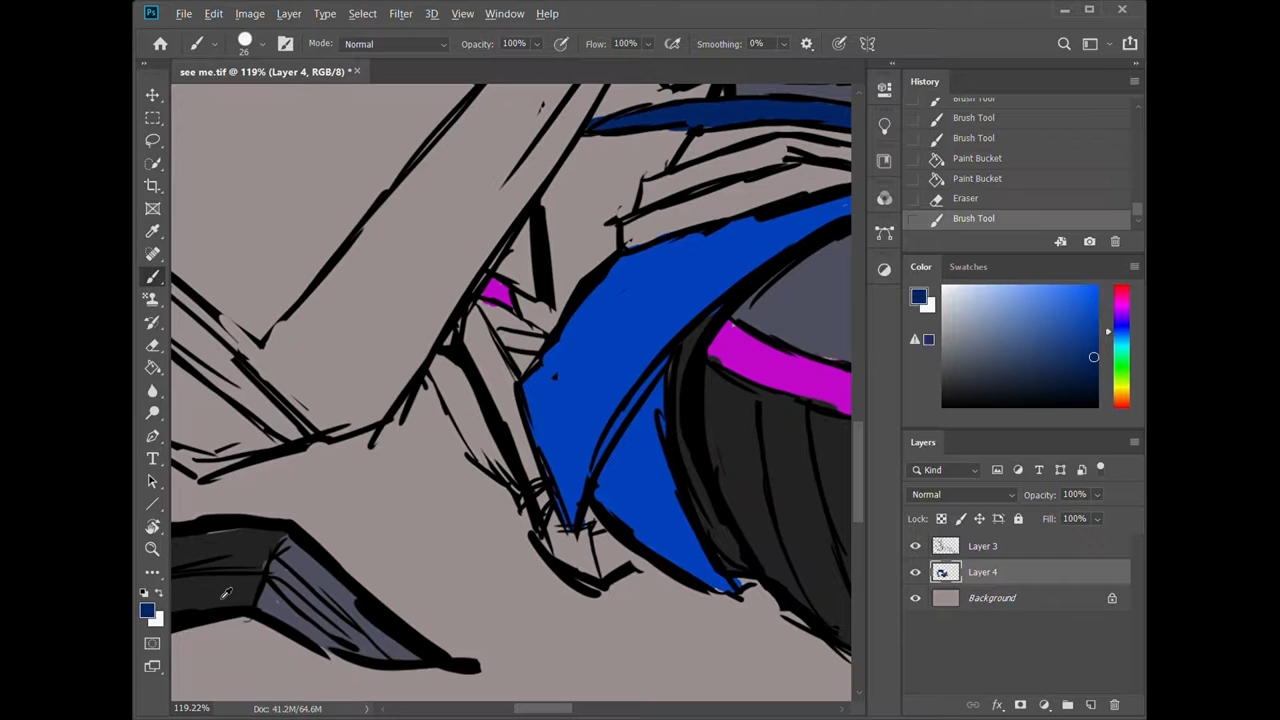 Ps File Edit Image Layer Type Select Filter 3D View Window Help
26 Mode: Normal Opacity: 100% Flow: 100% Smoothing: 0%
see me.tif @ 119% (Layer 4, RGB/8) *
History
Brush Tool
Brush Tool
Brush Tool
Paint Bucket
Paint Bucket
Eraser
Brush Tool
Color Swatches
Layers
Kind
Normal Opacity: 100%
Lock: Fill: 100%
Layer 3
Layer 4
Background
119.22% Doc: 41.2M/64.6M